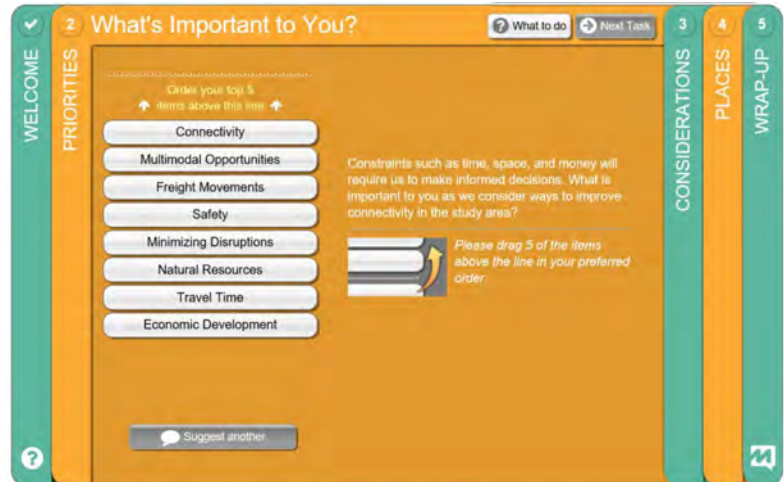 WELCOME
2
PRIORITIES
What's Important to You?
? What to do
Next Task
Order your top 5
items above this line
Connectivity
Multimodal Opportunities
Freight Movements
Safety
Minimizing Disruptions
Natural Resources
Travel Time
Economic Development
Suggest another
Constraints such as time, space, and money will
require us to make informed decisions. What is
important to you as we consider ways to improve
connectivity in the study area?
Please drag 5 of the items
above the line in your preferred
order.
3
CONSIDERATIONS
4
PLACES
5
WRAP-UP
?